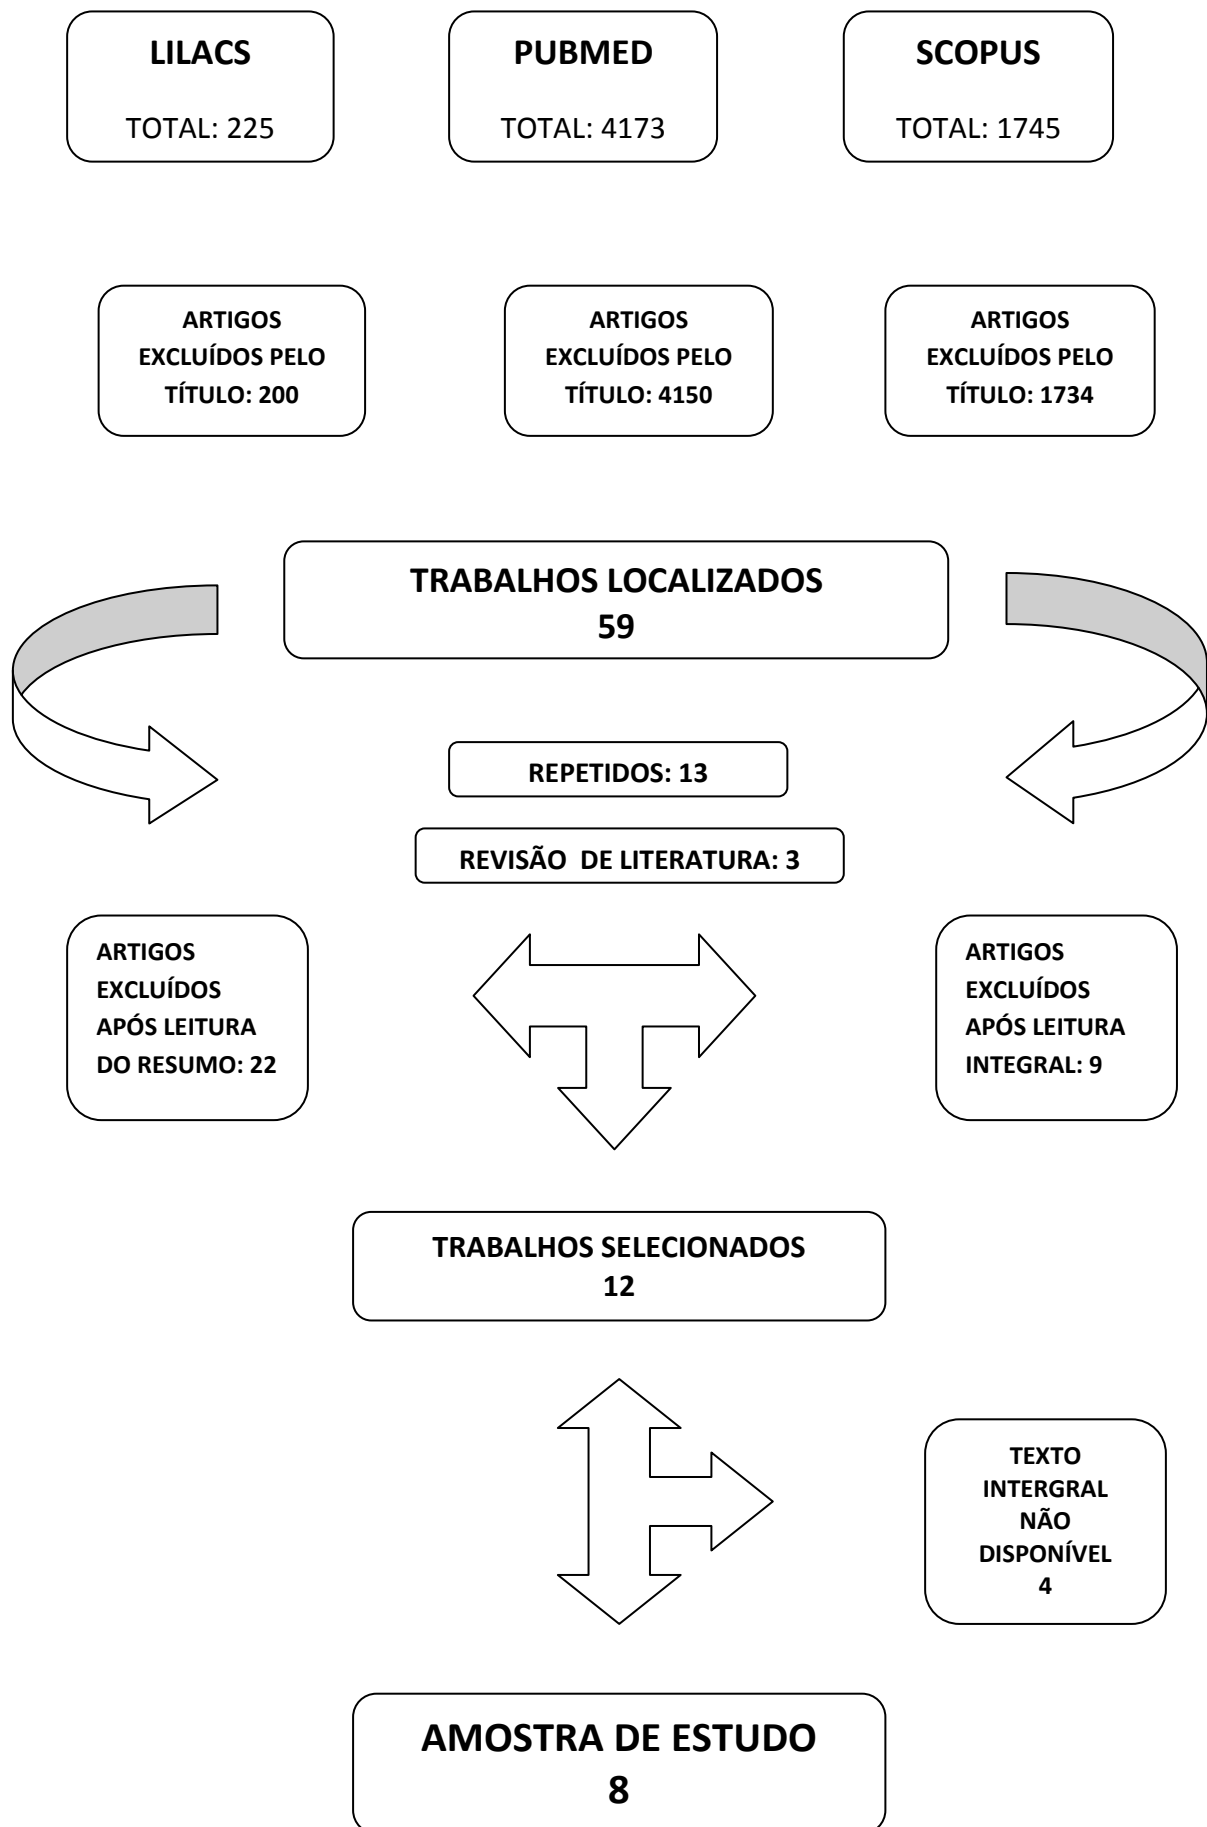 LILACS
TOTAL: 225
PUBMED
TOTAL: 4173
SCOPUS
TOTAL: 1745
ARTIGOS
EXCLUÍDOS PELO
TÍTULO: 200
ARTIGOS
EXCLUÍDOS PELO
TÍTULO: 4150
ARTIGOS
EXCLUÍDOS PELO
TÍTULO: 1734
TRABALHOS LOCALIZADOS
59
REPETIDOS: 13
REVISÃO DE LITERATURA: 3
ARTIGOS
EXCLUÍDOS
APÓS LEITURA
DO RESUMO: 22
ARTIGOS
EXCLUÍDOS
APÓS LEITURA
INTEGRAL: 9
TRABALHOS SELECIONADOS
12
TEXTO
INTERGRAL
NÃO
DISPONÍVEL
4
AMOSTRA DE ESTUDO
8